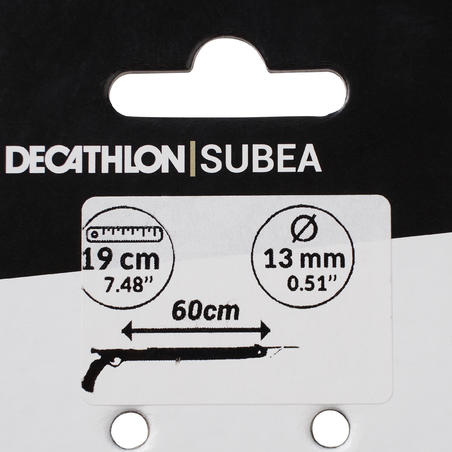 DECATHLON | SUBEA
19 cm
7.48’’
Ø
13 mm
0.51’’
60cm